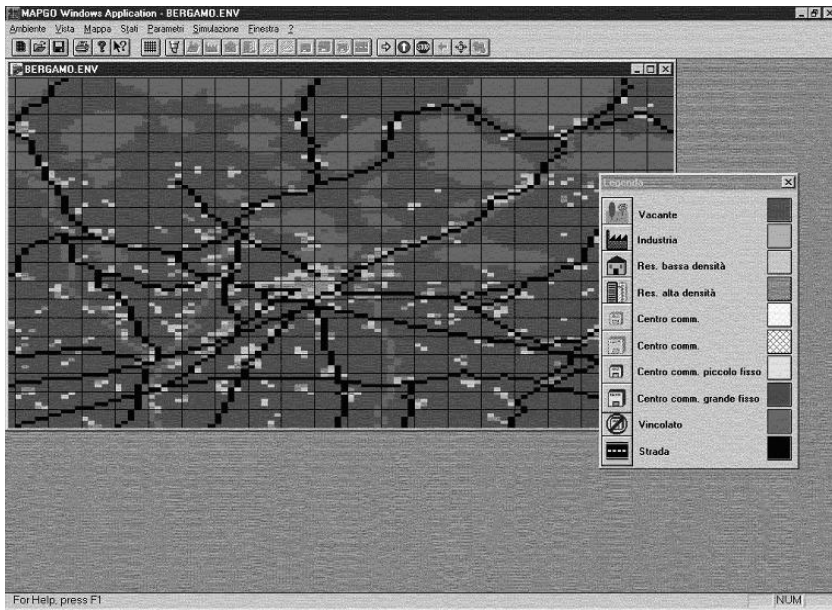 MAPGO Windows Application - BERGAMO.ENV
Ambiente Vista Mappa Stati Parametri Simulazione Finestra ?
STOP
BERGAMO.ENV
Legenda
Vacante
Industria
Res. bassa densità
Res. alta densità
Centro comm.
Centro comm.
Centro comm. piccolo fisso
Centro comm. grande fisso
Vincolato
Strada
For Help, press F1
NUM